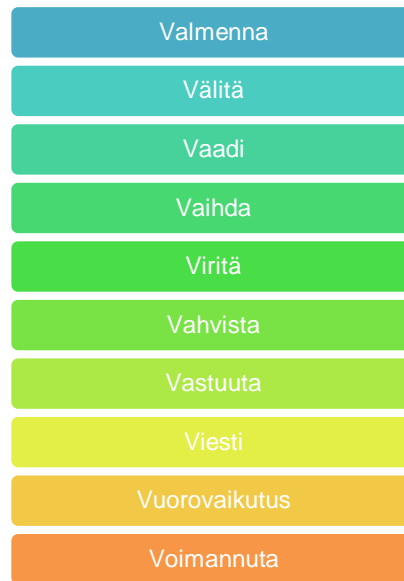 Valmenna
Välitä
Vaadi
Vaihda
Viritä
Vahvista
Vastuuta
Viesti
Vuorovaikutus
Voimannuta